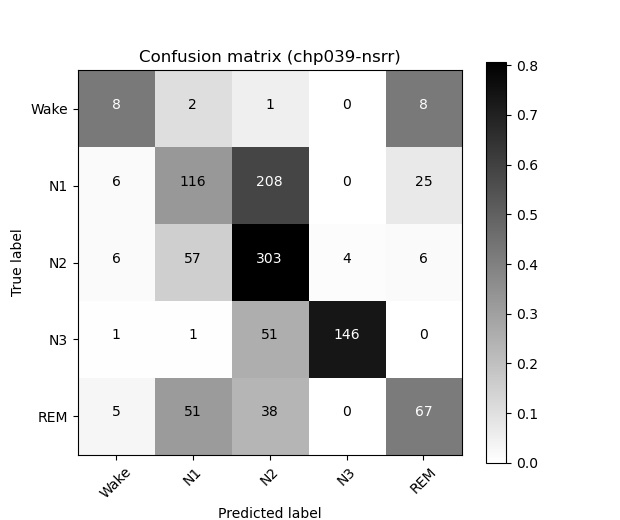 Confusion matrix (chp039-nsrr)
True label
Wake 8 2 1 0 8
N1 6 116 208 0 25
N2 6 57 303 4 6
N3 1 1 51 146 0
REM 5 51 38 0 67
Wake N1 N2 N3 REM
Predicted label
0.8
0.7
0.6
0.5
0.4
0.3
0.2
0.1
0.0